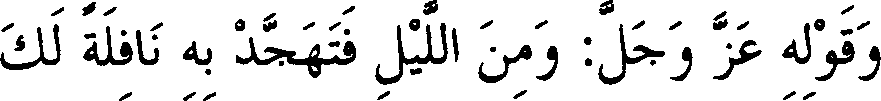 وَقَوْلِهِ عَزَّ وَجَلَّ: وَمِنَ اللَّيْلِ فَتَهَجَّدْ بِهِ نَافِلَةً لَكَ